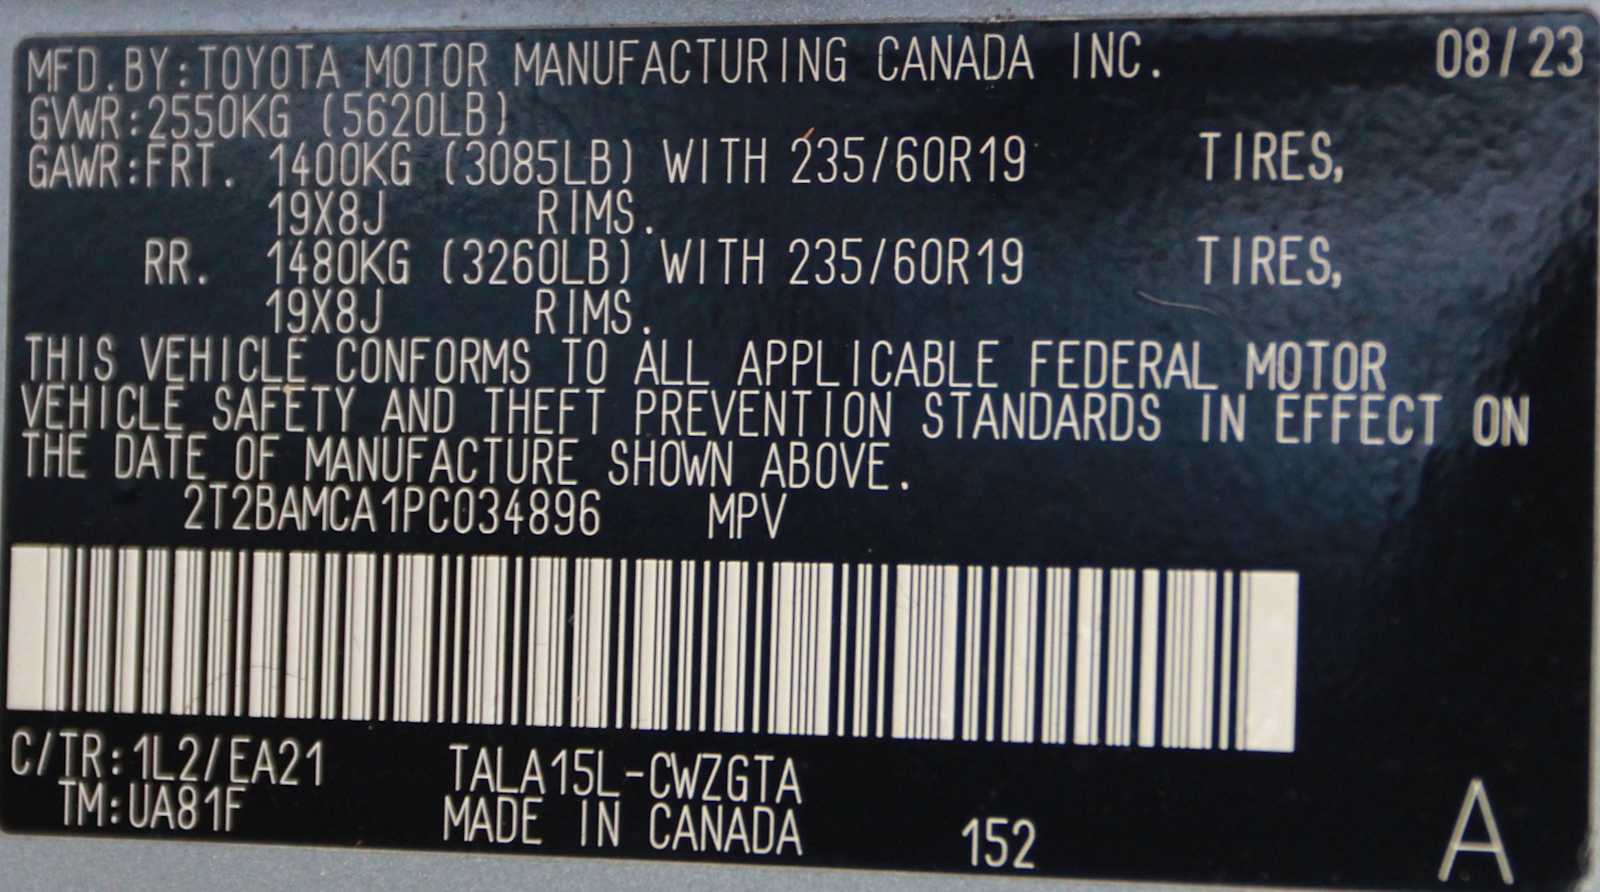 MFD.BY:TOYOTA MOTOR MANUFACTURING CANADA INC. 08/23
GVWR:2550KG (5620LB)
GAWR:FRT. 1400KG (3085LB) WITH 235/60R19 TIRES,
19X8J RIMS.
RR. 1480KG (3260LB) WITH 235/60R19 TIRES,
19X8J RIMS.
THIS VEHICLE CONFORMS TO ALL APPLICABLE FEDERAL MOTOR
VEHICLE SAFETY AND THEFT PREVENTION STANDARDS IN EFFECT ON
THE DATE OF MANUFACTURE SHOWN ABOVE.
2T2BAMCA1PC034896 MPV
C/TR:1L2/EA21 TALA15L-CWZGTA
TM:UA81F MADE IN CANADA 152 A